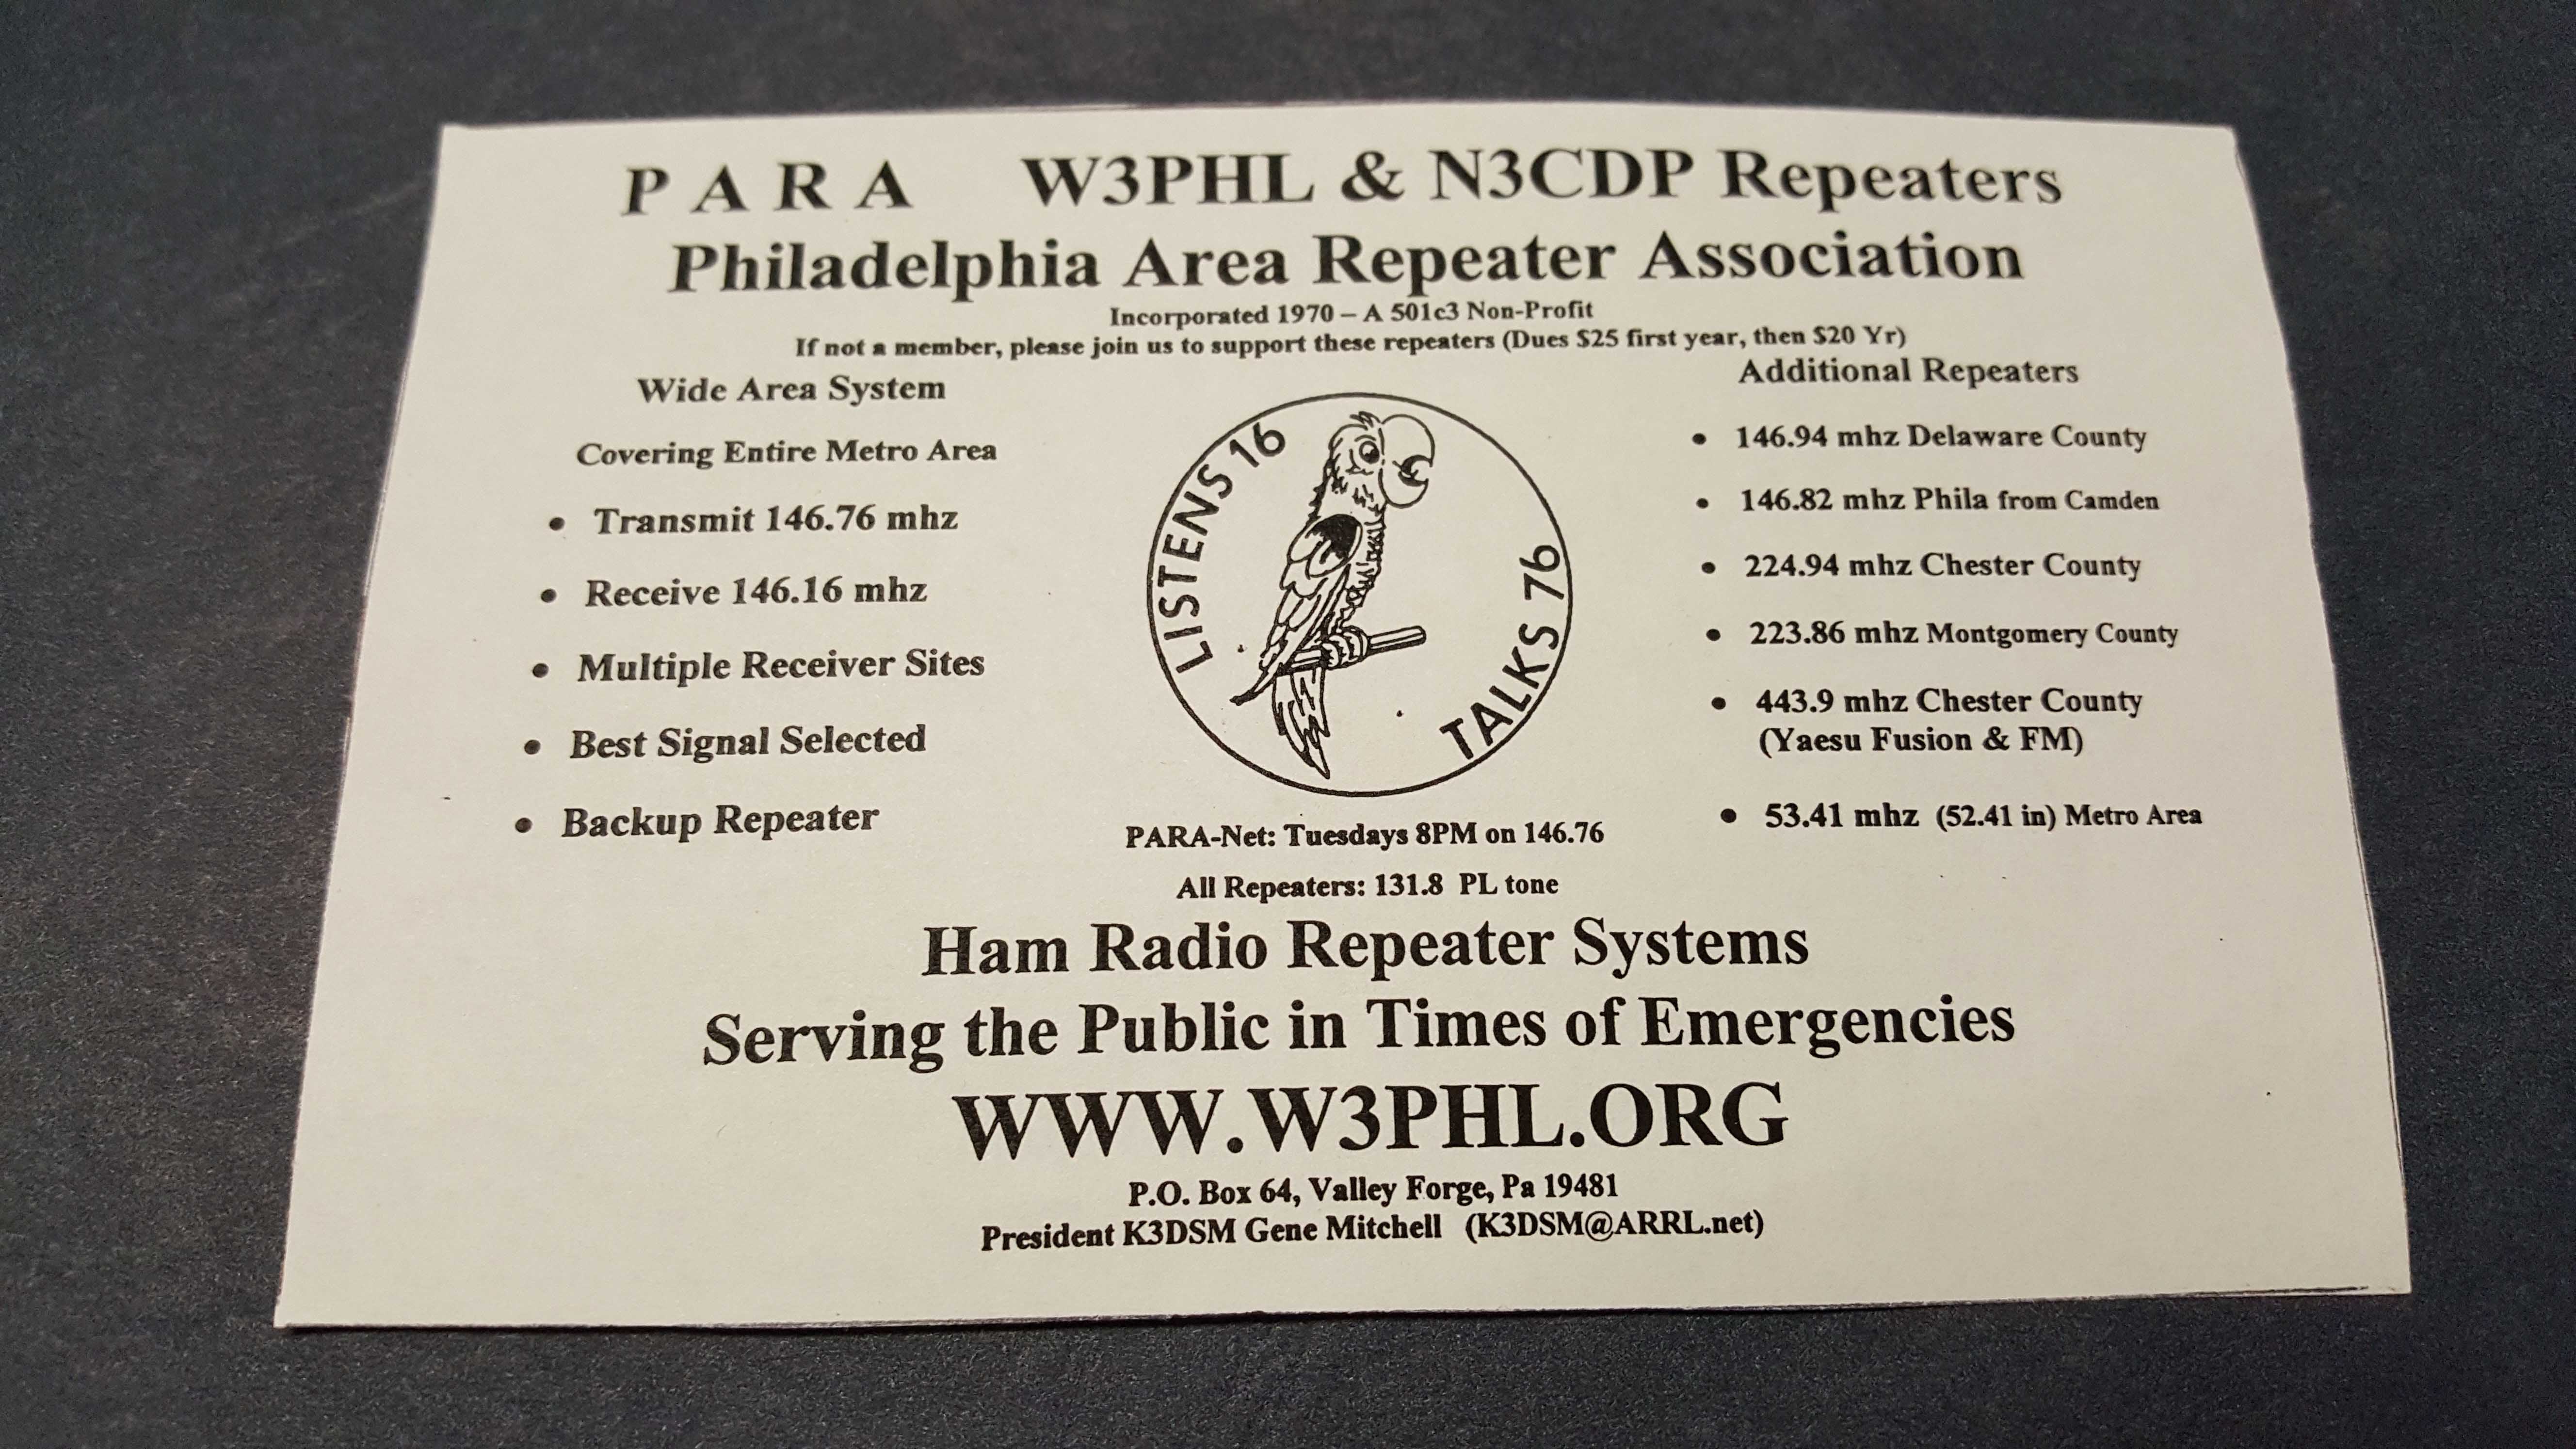 PARA W3PHL & N3CDP Repeaters
Philadelphia Area Repeater Association
Incorporated 1970 – A 501c3 Non-Profit
If not a member, please join us to support these repeaters (Dues $25 first year, then $20 Yr)
Wide Area System
Covering Entire Metro Area
• Transmit 146.76 mhz
• Receive 146.16 mhz
• Multiple Receiver Sites
• Best Signal Selected
• Backup Repeater
LISTENS 16
TALKS 76
PARA-Net: Tuesdays 8PM on 146.76
All Repeaters: 131.8 PL tone
Additional Repeaters
• 146.94 mhz Delaware County
• 146.82 mhz Phila from Camden
• 224.94 mhz Chester County
• 223.86 mhz Montgomery County
• 443.9 mhz Chester County
(Yaesu Fusion & FM)
• 53.41 mhz (52.41 in) Metro Area
Ham Radio Repeater Systems
Serving the Public in Times of Emergencies
WWW.W3PHL.ORG
P.O. Box 64, Valley Forge, Pa 19481
President K3DSM Gene Mitchell (K3DSM@ARRL.net)